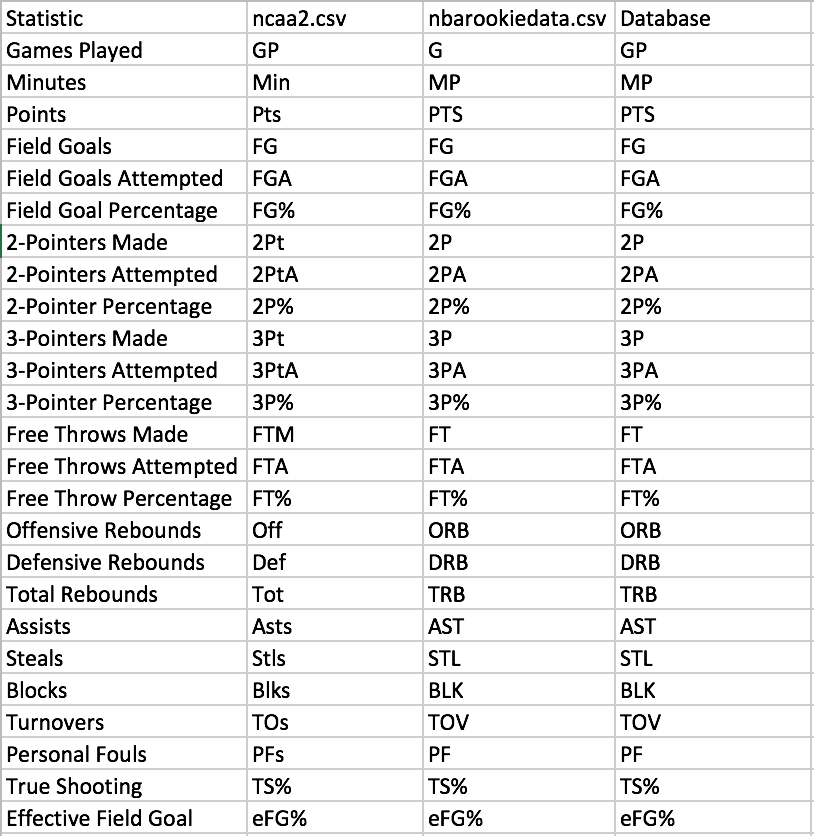 Statistic ncaa2.csv nbarookiedata.csv Database
Games Played GP G GP
Minutes Min MP MP
Points Pts PTS PTS
Field Goals FG FG FG
Field Goals Attempted FGA FGA FGA
Field Goal Percentage FG% FG% FG%
2-Pointers Made 2Pt 2P 2P
2-Pointers Attempted 2PtA 2PA 2PA
2-Pointer Percentage 2P% 2P% 2P%
3-Pointers Made 3Pt 3P 3P
3-Pointers Attempted 3PtA 3PA 3PA
3-Pointer Percentage 3P% 3P% 3P%
Free Throws Made FTM FT FT
Free Throws Attempted FTA FTA FTA
Free Throw Percentage FT% FT% FT%
Offensive Rebounds Off ORB ORB
Defensive Rebounds Def DRB DRB
Total Rebounds Tot TRB TRB
Assists Asts AST AST
Steals Stls STL STL
Blocks Blks BLK BLK
Turnovers TOs TOV TOV
Personal Fouls PFs PF PF
True Shooting TS% TS% TS%
Effective Field Goal eFG% eFG% eFG%